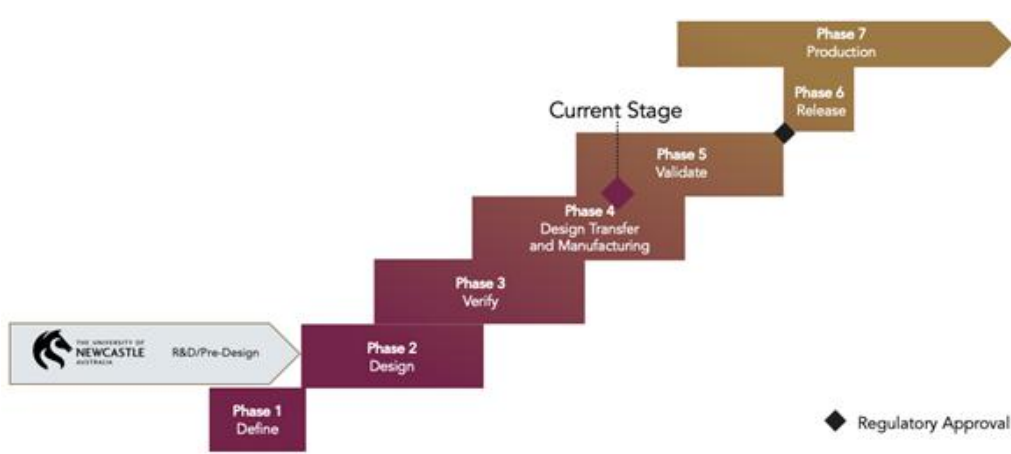 Phase 7
Production
Phase 6
Release
Current Stage
Phase 5
Validate
Phase 4
Design Transfer
and Manufacturing
Phase 3
Verify
THE UNIVERSITY OF
NEWCASTLE
AUSTRALIA
R&D/Pre-Design
Phase 2
Design
Phase 1
Define
Regulatory Approval